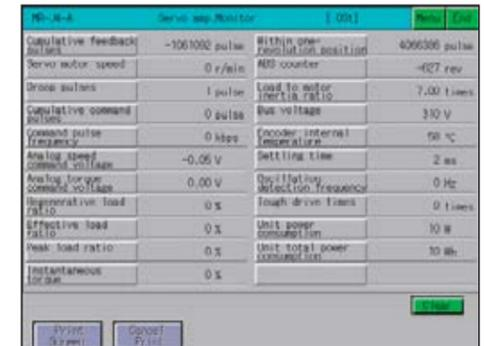 MR-J4-A Servo amp.Monitor [ OSt] Menu End
Cumulative feedback pulses -1061092 pulse
Within one-revolution position 4066386 pulse
Servo motor speed 0 r/min
ABS counter -627 rev
Droop pulses 1 pulse
Load to motor inertia ratio 7.00 times
Cumulative command pulses 0 pulse
Bus voltage 310 V
Command pulse frequency 0 kbps
Encoder internal temperature 58 ℃
Analog speed command voltage -0.05 V
Settling time 2 ms
Analog torque command voltage 0.00 V
Oscillation detection frequency 0 Hz
Regenerative load ratio 0 %
Tough drive times 0 times
Effective load ratio 0 %
Unit power consumption 10 W
Peak load ratio 0 %
Unit total power consumption 10 Wh
Instantaneous torque 0 %
Clear
Print Screen Cancel Print